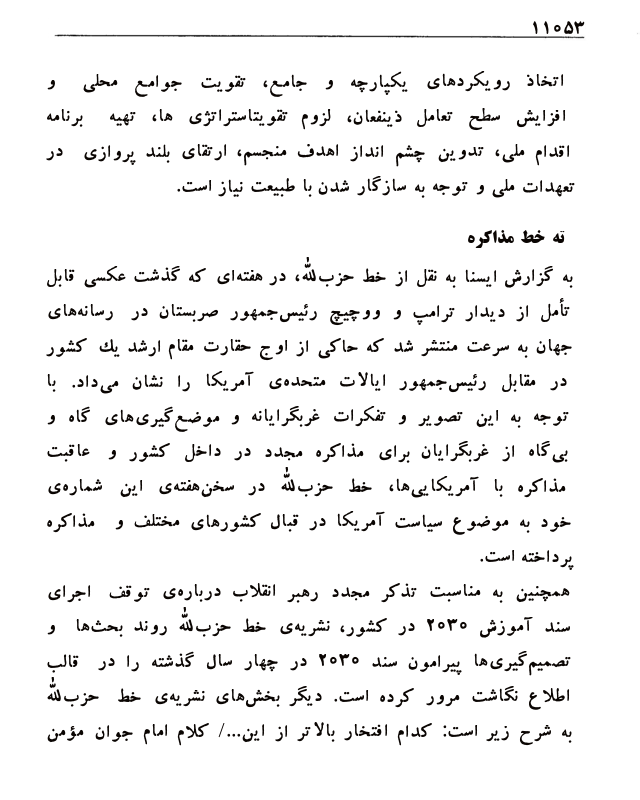 ۱۱۰۵۳
اتخاذ رویکردهای یکپارچه و جامع، تقویت جوامع محلی و
افزایش سطح تعامل ذینفعان، لزوم تقویتاستراتژی ها، تهیه برنامه
اقدام ملی، تدوین چشم انداز اهدف منجسم، ارتقای بلند پروازی در
تعهدات ملی و توجه به سازگار شدن با طبیعت نیاز است.
ته خط مذاکره
به گزارش ایسنا به نقل از خط حزب‌الله، در هفته‌ای که گذشت عکسی قابل
تأمل از دیدار ترامپ و ووچیچ رئیس‌جمهور صربستان در رسانه‌های
جهان به سرعت منتشر شد که حاکی از اوج حقارت مقام ارشد یك کشور
در مقابل رئیس‌جمهور ایالات متحده‌ی آمریکا را نشان می‌داد. با
توجه به این تصویر و تفکرات غربگرایانه و موضع‌گیری‌های گاه و
بی‌گاه از غربگرایان برای مذاکره مجدد در داخل کشور و عاقبت
مذاکره با آمریکایی‌ها، خط حزب‌الله در سخن‌هفته‌ی این شماره‌ی
خود به موضوع سیاست آمریکا در قبال کشورهای مختلف و مذاکره
پرداخته است.
همچنین به مناسبت تذکر مجدد رهبر انقلاب درباره‌ی توقف اجرای
سند آموزش ۲۰۳۰ در کشور، نشریه‌ی خط حزب‌الله روند بحث‌ها و
تصمیم‌گیری‌ها پیرامون سند ۲۰۳۰ در چهار سال گذشته را در قالب
اطلاع نگاشت مرور کرده است. دیگر بخش‌های نشریه‌ی خط حزب‌الله
به شرح زیر است: کدام افتخار بالاتر از این.../ کلام امام جوان مؤمن